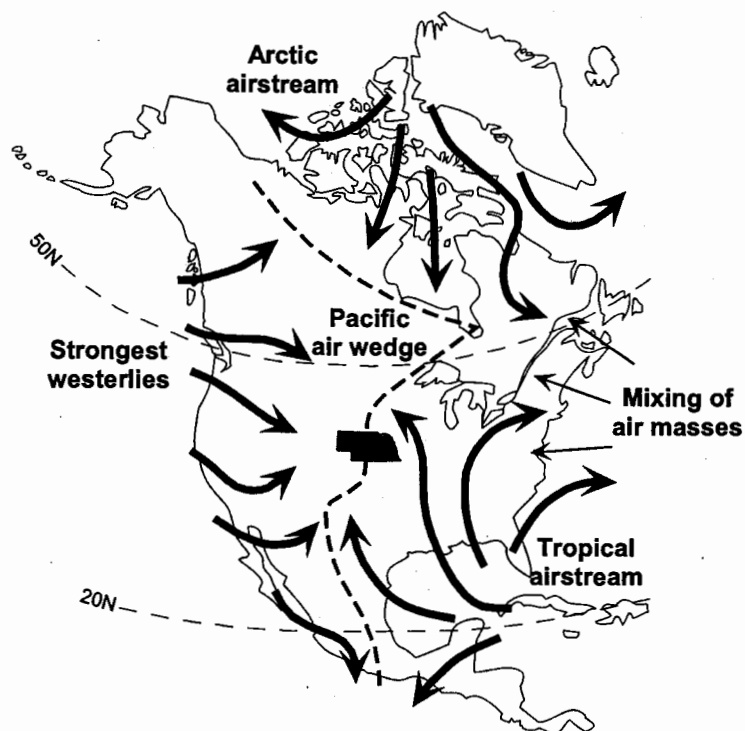 Arctic
airstream
50N
Pacific
air wedge
Strongest
westerlies
Mixing of
air masses
Tropical
airstream
20N